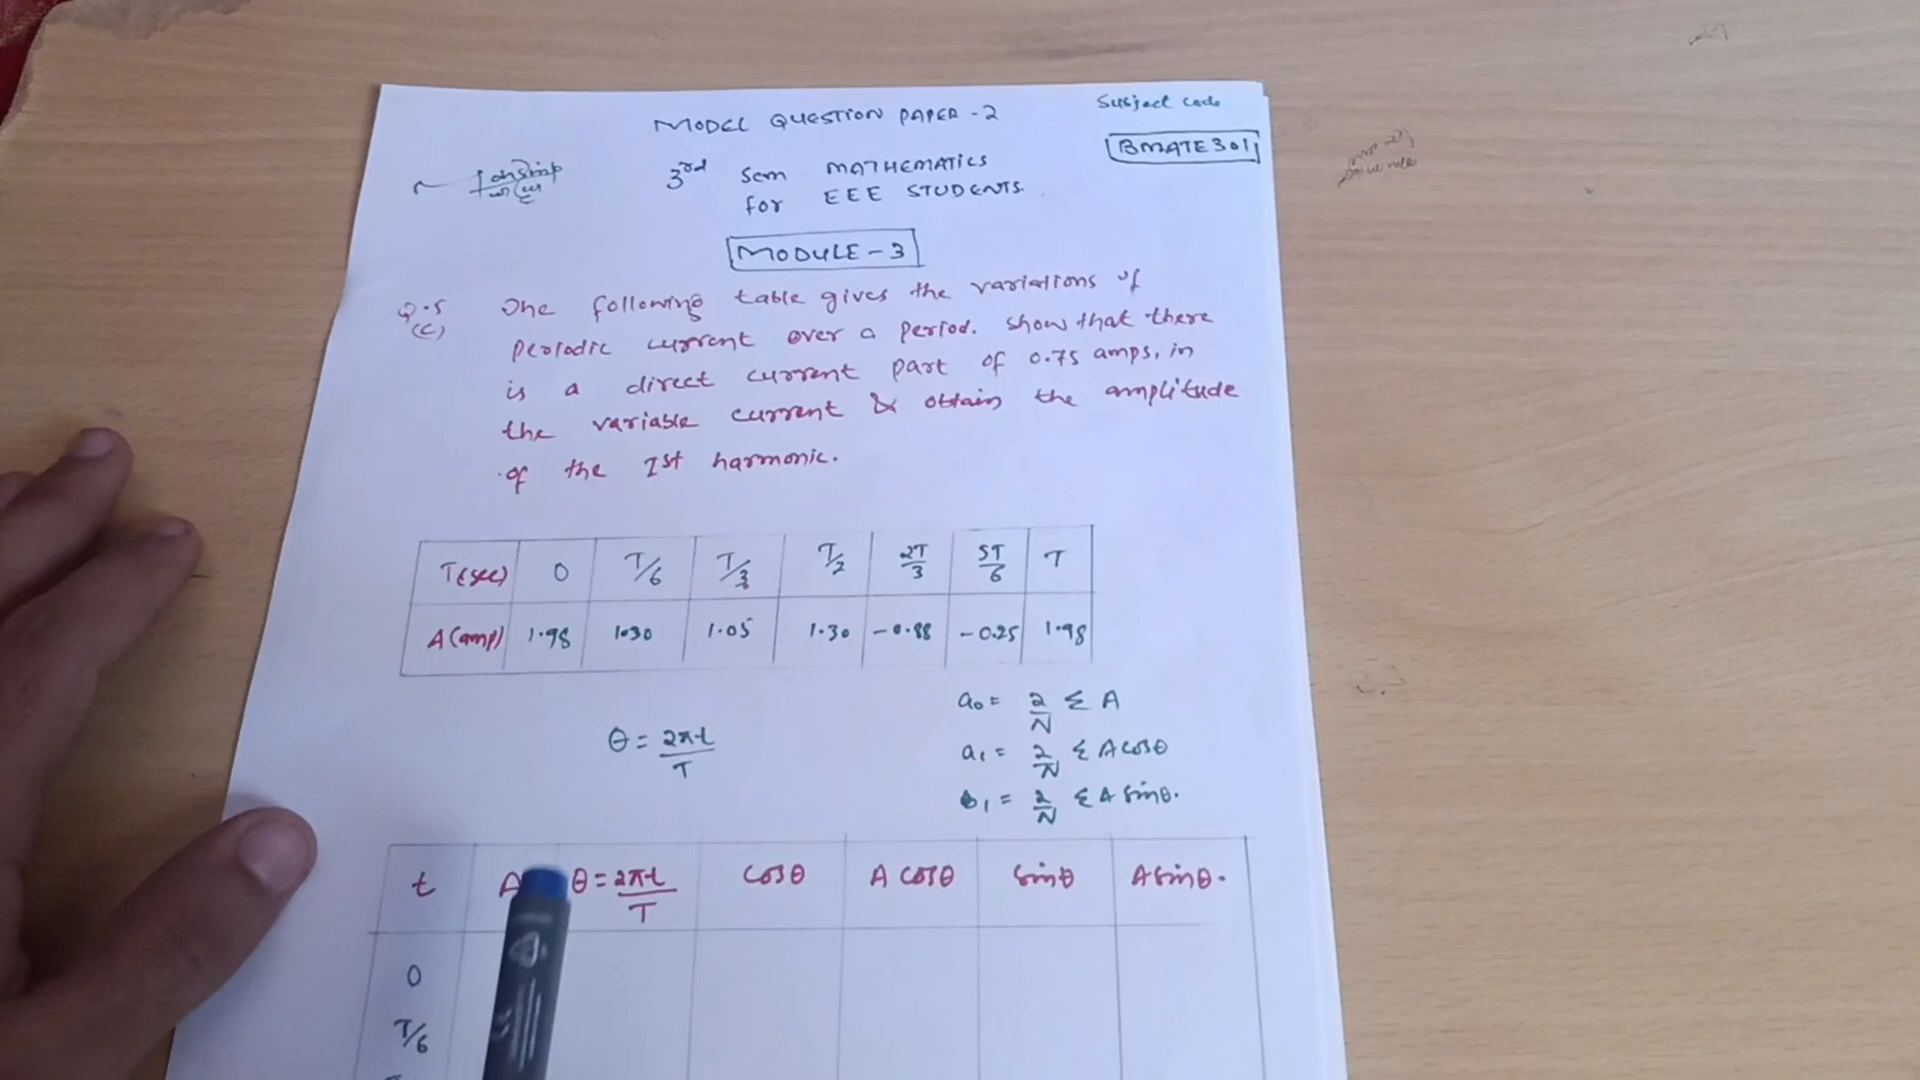 MODEL QUESTION PAPER - 2
Subject code
BMATE301
3rd Sem MATHEMATICS
for EEE STUDENTS
MODULE - 3
Q.5 The following table gives the variations of
(c) periodic current over a period. Show that there
is a direct current part of 0.75 amps, in
the variable current & obtain the amplitude
of the 1st harmonic.
T(sec) 0 T/6 T/3 T/2 2T/3 5T/6 T
A(amp) 1.98 1.30 1.05 1.30 -0.88 -0.25 1.98
θ = 2πt/T
a₀ = 2/N Σ A
a₁ = 2/N Σ A cosθ
b₁ = 2/N Σ A sinθ.
t A θ = 2πt/T cosθ A cosθ sinθ A sinθ.
0
T/6